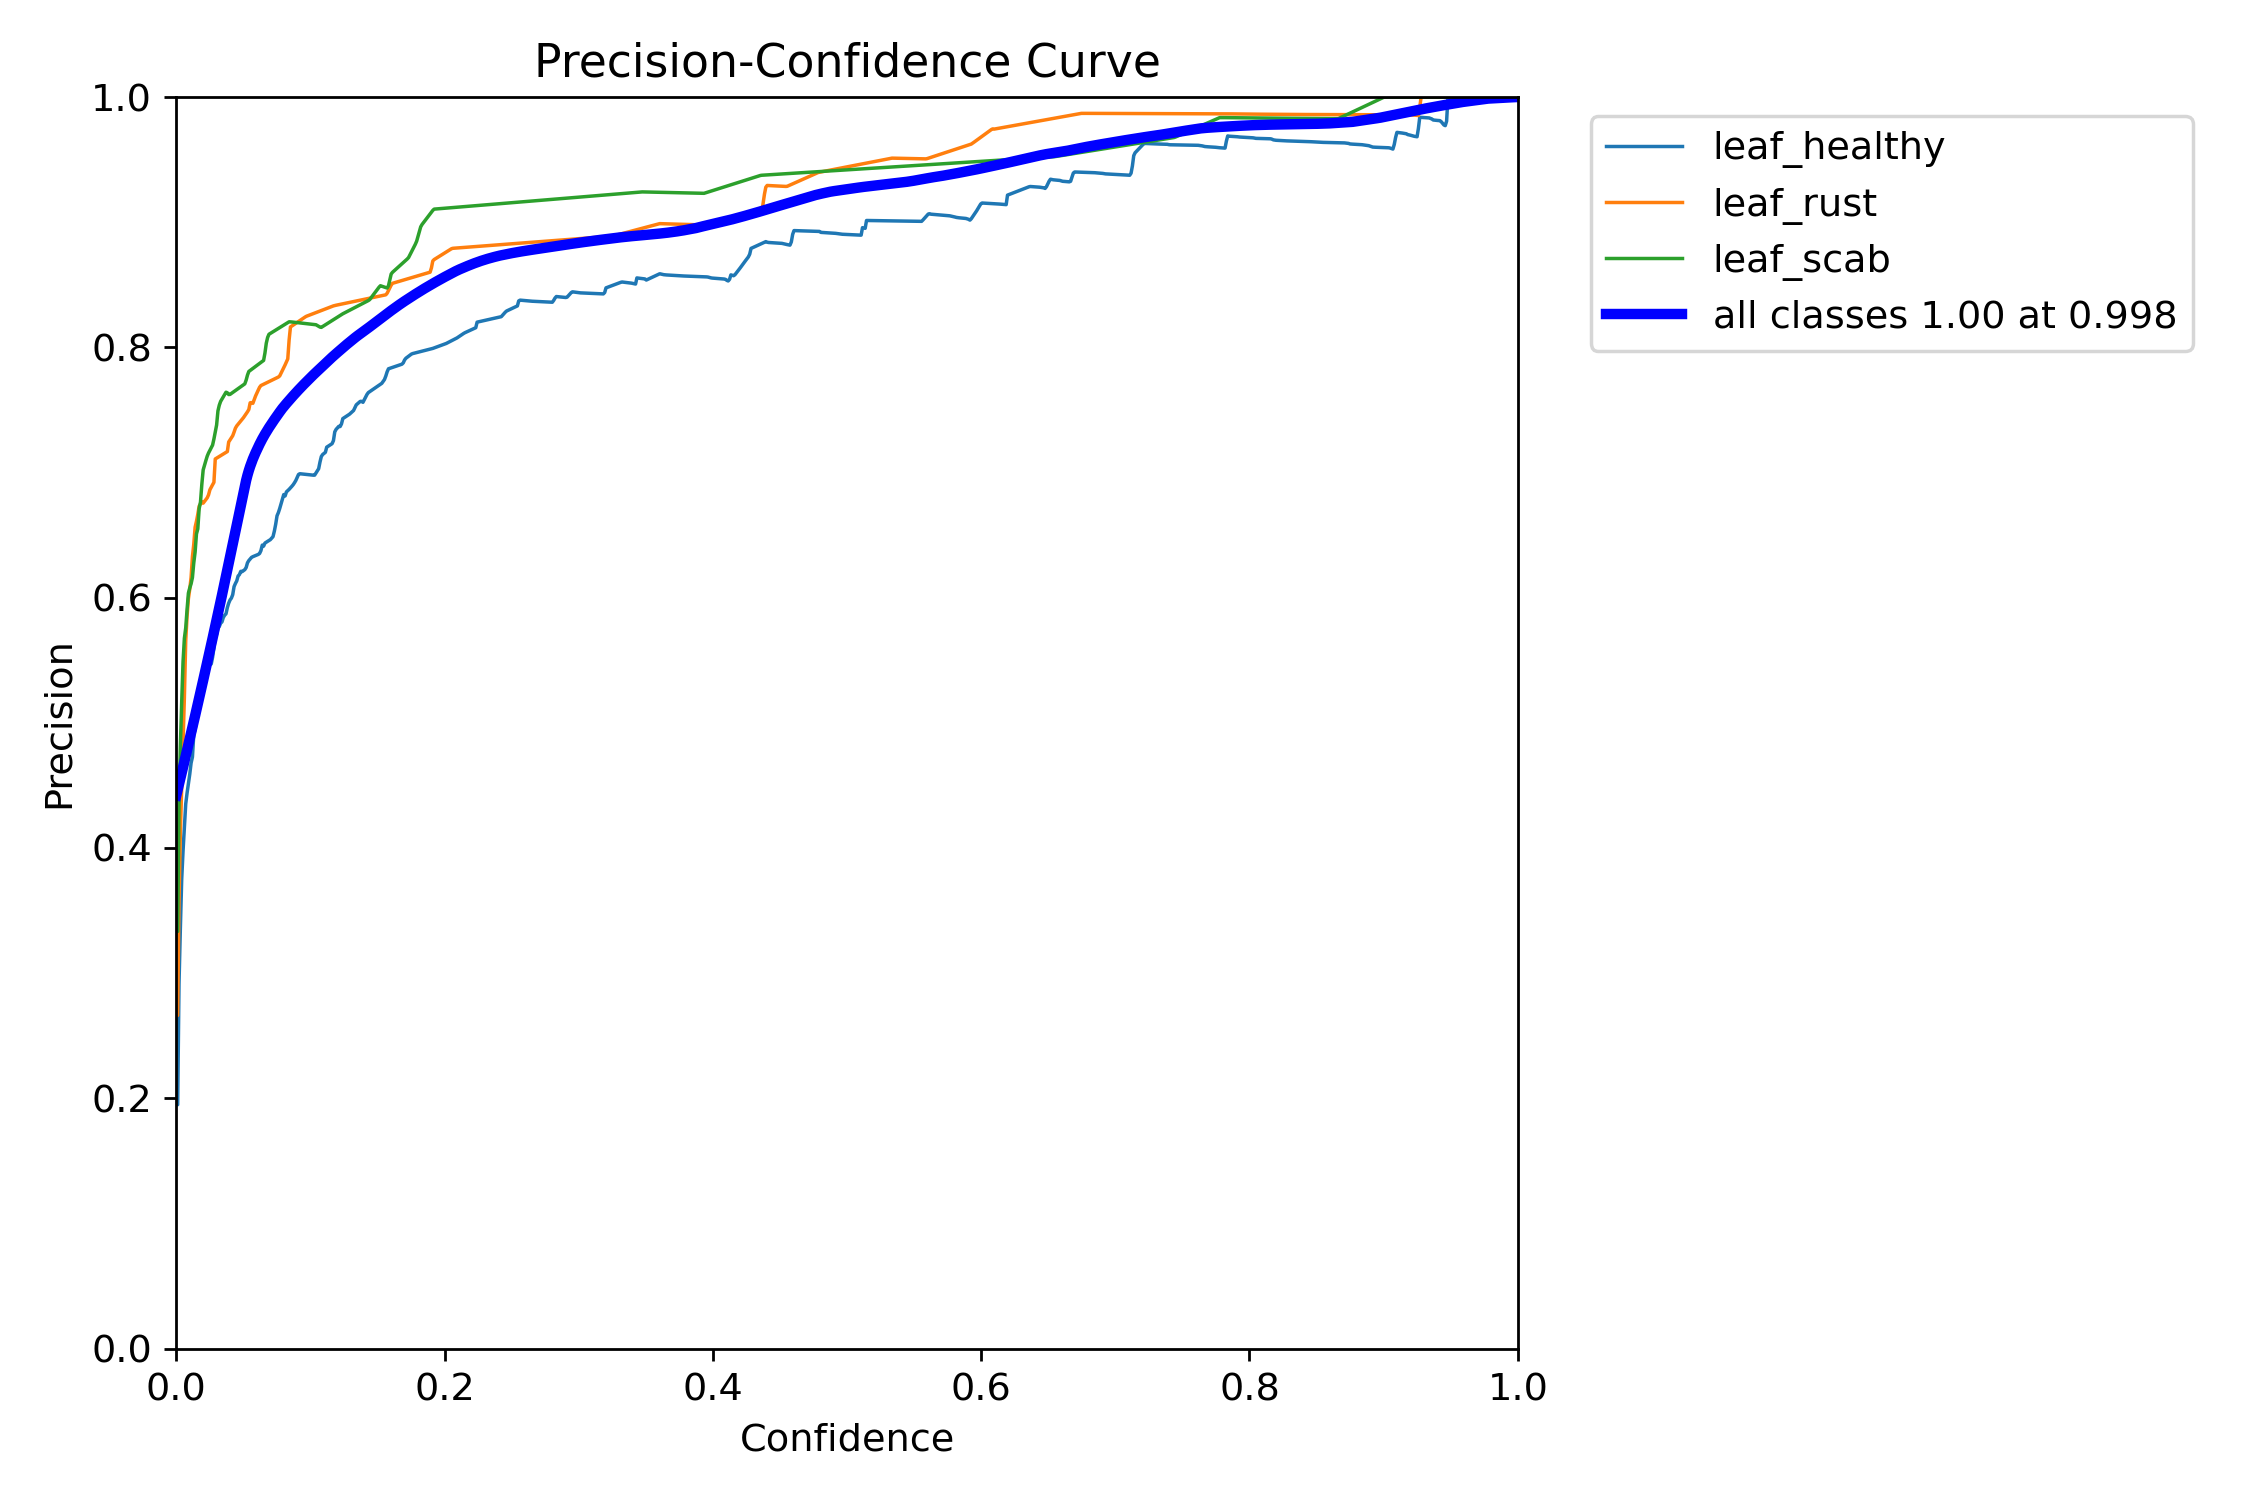 Precision-Confidence Curve
1.0
0.8
0.6
0.4
0.2
0.0
Precision
0.0 0.2 0.4 0.6 0.8 1.0
Confidence
leaf_healthy
leaf_rust
leaf_scab
all classes 1.00 at 0.998